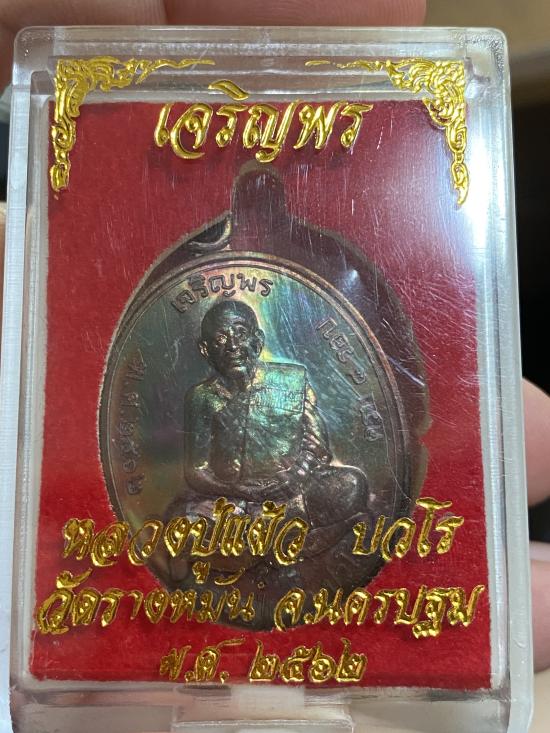 เจริญพร
เจริญพร
หลวงปู่แผ้ว ปวโร
วัดรางหมัน จ.นครปฐม
พ.ศ. ๒๕๖๒